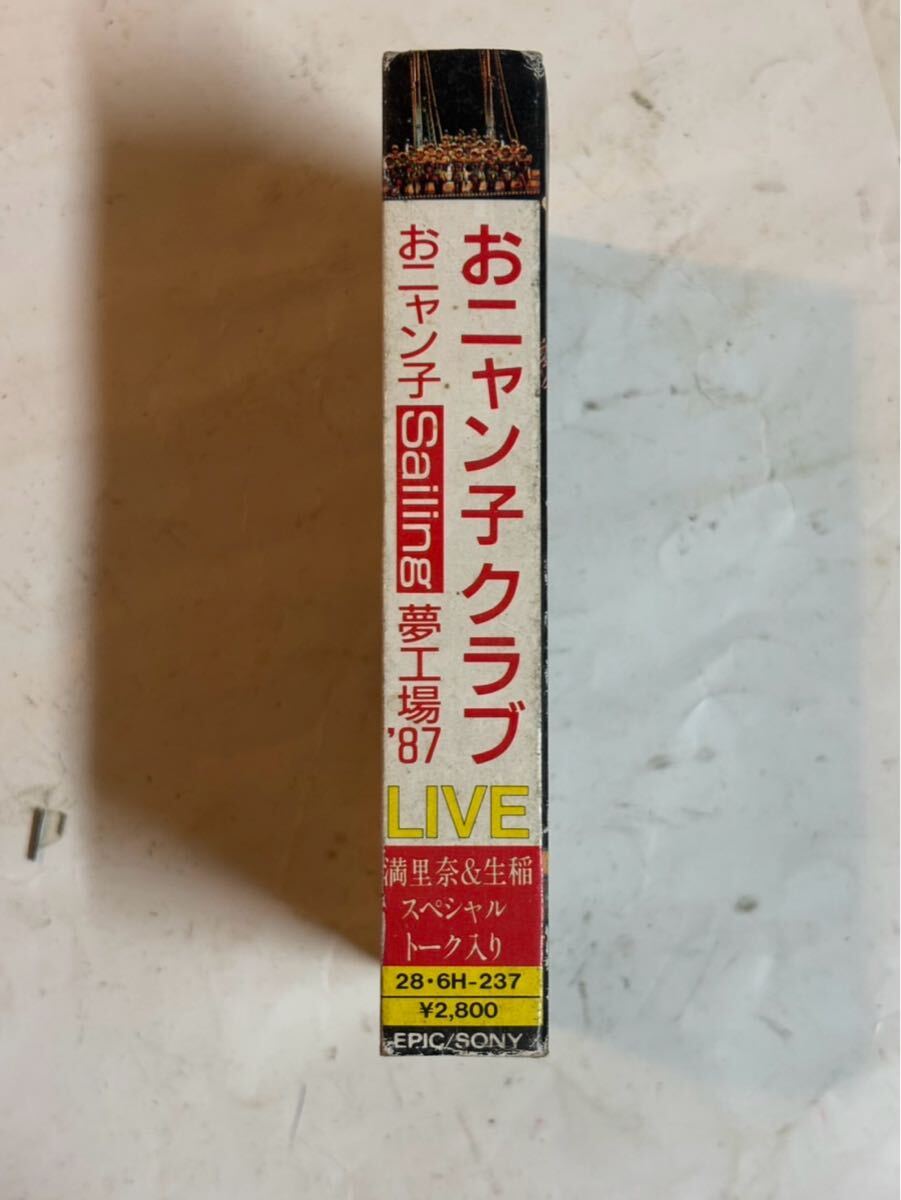 おニャン子クラブ
おニャン子Sailing夢工場'87
LIVE
満里奈&生稲
スペシャル
トーク入り
28・6H-237
¥2,800
EPIC/SONY